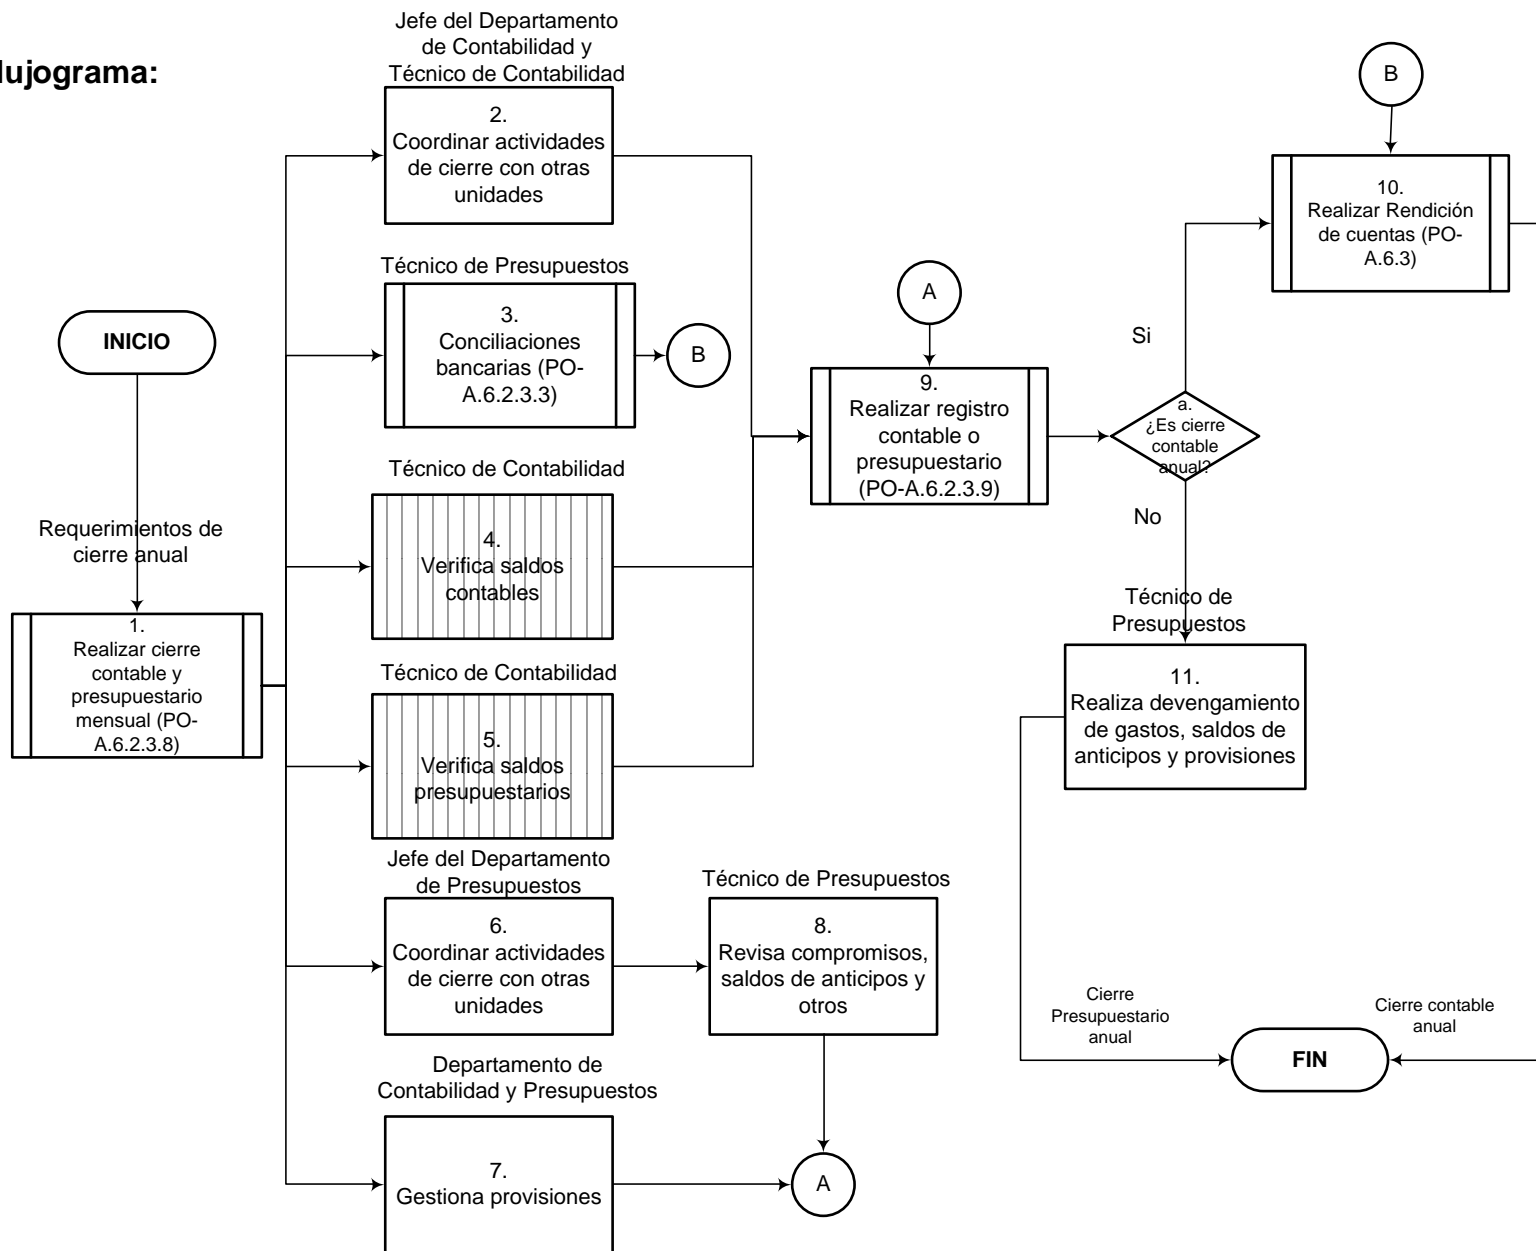 lujograma:
INICIO
Requerimientos de
cierre anual
1.
Realizar cierre
contable y
presupuestario
mensual (PO-
A.6.2.3.8)
Jefe del Departamento
de Contabilidad y
Técnico de Contabilidad
2.
Coordinar actividades
de cierre con otras
unidades
Técnico de Presupuestos
3.
Conciliaciones
bancarias (PO-
A.6.2.3.3)
B
Técnico de Contabilidad
4.
Verifica saldos
contables
Técnico de Contabilidad
5.
Verifica saldos
presupuestarios
Jefe del Departamento
de Presupuestos
6.
Coordinar actividades
de cierre con otras
unidades
Departamento de
Contabilidad y Presupuestos
7.
Gestiona provisiones
Técnico de Presupuestos
8.
Revisa compromisos,
saldos de anticipos y
otros
A
A
9.
Realizar registro
contable o
presupuestario
(PO-A.6.2.3.9)
a.
¿Es cierre
contable
anual?
Si
No
B
10.
Realizar Rendición
de cuentas (PO-
A.6.3)
Técnico de
Presupuestos
11.
Realiza devengamiento
de gastos, saldos de
anticipos y provisiones
Cierre
Presupuestario
anual
Cierre contable
anual
FIN